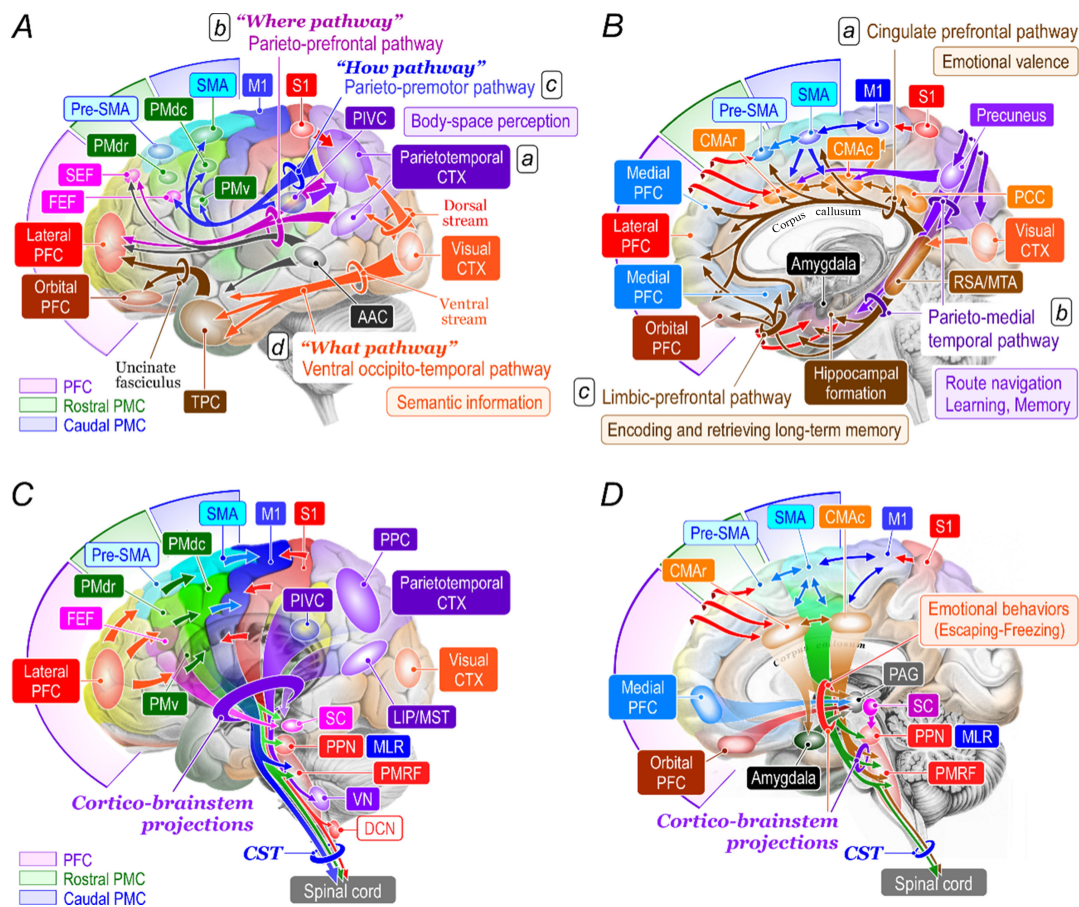 A
b
"Where pathway"
Parieto-prefrontal pathway
"How pathway"
Parieto-premotor pathway
c
SMA
M1
S1
PMdc
Pre-SMA
PIVC
Body-space perception
PMdr
Parietotemporal
CTX
a
SEF
FEF
PMv
Dorsal
stream
Lateral
PFC
Visual
CTX
Orbital
PFC
AAC
Ventral
stream
d
"What pathway"
Ventral occipito-temporal pathway
Uncinate
fasciculus
TPC
Semantic information
PFC
Rostral PMC
Caudal PMC
B
a
Cingulate prefrontal pathway
Emotional valence
SMA
M1
S1
Pre-SMA
Precuneus
CMAr
CMAc
Medial
PFC
PCC
Corpus callusum
Lateral
PFC
Visual
CTX
Amygdala
Medial
PFC
RSA/MTA
Orbital
PFC
Parieto-medial
temporal pathway
b
Hippocampal
formation
c
Limbic-prefrontal pathway
Route navigation
Learning, Memory
Encoding and retrieving long-term memory
C
SMA
M1
S1
PMdc
Pre-SMA
PPC
PMdr
Parietotemporal
CTX
PIVC
FEF
Lateral
PFC
Visual
CTX
PMv
SC
LIP/MST
PPN
MLR
PMRF
Cortico-brainstem
projections
VN
DCN
CST
Spinal cord
PFC
Rostral PMC
Caudal PMC
D
SMA
CMAc
M1
S1
Pre-SMA
CMAr
Emotional behaviors
(Escaping-Freezing)
Corpus callusum
PAG
Medial
PFC
SC
PPN
MLR
Orbital
PFC
Amygdala
PMRF
Cortico-brainstem
projections
CST
Spinal cord